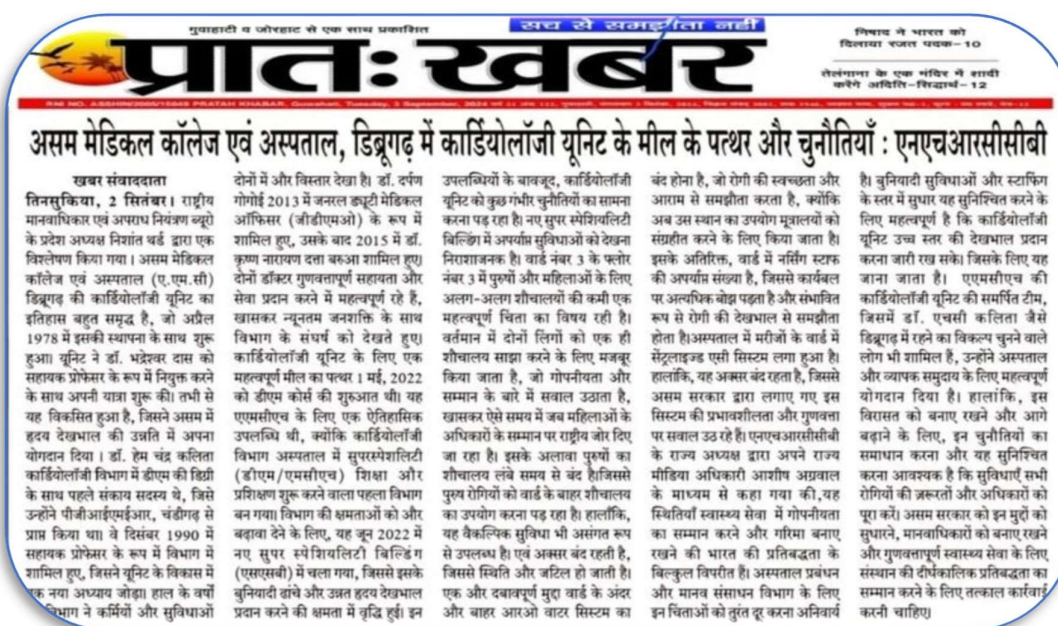 गुवाहाटी व जोरहाट से एक साथ प्रकाशित
सच से समझौता नहीं
प्रातः खबर
निषाद ने भारत को
दिलाया रजत पदक-10
तेलंगाना के एक मंदिर में शादी
करेंगे अदिति-सिद्धार्थ-12
RNI NO. ASSHIN/2005/15649 PRATAH KHABAR, Guwahati, Tuesday, 3 September, 2024
असम मेडिकल कॉलेज एवं अस्पताल, डिब्रूगढ़ में कार्डियोलॉजी यूनिट के मील के पत्थर और चुनौतियाँ : एनएचआरसीसीबी
खबर संवाददाता
तिनसुकिया, 2 सितंबर। राष्ट्रीय
मानवाधिकार एवं अपराध नियंत्रण ब्यूरो
के प्रदेश अध्यक्ष निशांत थर्ड द्वारा एक
विश्लेषण किया गया। असम मेडिकल
कॉलेज एवं अस्पताल (ए.एम.सी)
डिब्रूगढ़ की कार्डियोलॉजी यूनिट का
इतिहास बहुत समृद्ध है, जो अप्रैल
1978 में इसकी स्थापना के साथ शुरू
हुआ। यूनिट ने डॉ. भद्रेश्वर दास को
सहायक प्रोफेसर के रूप में नियुक्त करने
के साथ अपनी यात्रा शुरू की। तभी से
यह विकसित हुआ है, जिसने असम में
हृदय देखभाल की उन्नति में अपना
योगदान दिया । डॉ. हेम चंद्र कलिता
कार्डियोलॉजी विभाग में डीएम की डिग्री
के साथ पहले संकाय सदस्य थे, जिसे
उन्होंने पीजीआईएमईआर, चंडीगढ़ से
प्राप्त किया था। वे दिसंबर 1990 में
सहायक प्रोफेसर के रूप में विभाग में
शामिल हुए, जिसने यूनिट के विकास में
एक नया अध्याय जोड़ा। हाल के वर्षों
विभाग ने कर्मियों और सुविधाओं
दोनों में और विस्तार देखा है। डॉ. दर्पण
गोगोई 2013 में जनरल ड्यूटी मेडिकल
ऑफिसर (जीडीएमओ) के रूप में
शामिल हुए, उसके बाद 2015 में डॉ.
कृष्ण नारायण दत्ता बरुआ शामिल हुए।
दोनों डॉक्टर गुणवत्तापूर्ण सहायता और
सेवा प्रदान करने में महत्वपूर्ण रहे हैं,
खासकर न्यूनतम जनशक्ति के साथ
विभाग के संघर्ष को देखते हुए।
कार्डियोलॉजी यूनिट के लिए एक
महत्वपूर्ण मील का पत्थर 1 मई, 2022
को डीएम कोर्स की शुरुआत थी। यह
एएमसीएच के लिए एक ऐतिहासिक
उपलब्धि थी, क्योंकि कार्डियोलॉजी
विभाग अस्पताल में सुपरस्पेशलिटी
(डीएम/एमसीएच) शिक्षा और
प्रशिक्षण शुरू करने वाला पहला विभाग
बन गया। विभाग की क्षमताओं को और
बढ़ावा देने के लिए, यह जून 2022 में
नए सुपर स्पेशियलिटी बिल्डिंग
(एसएसबी) में चला गया, जिससे इसके
बुनियादी ढांचे और उन्नत हृदय देखभाल
प्रदान करने की क्षमता में वृद्धि हुई। इन
उपलब्धियों के बावजूद, कार्डियोलॉजी
यूनिट को कुछ गंभीर चुनौतियों का सामना
करना पड़ रहा है। नए सुपर स्पेशियलिटी
बिल्डिंग में अपर्याप्त सुविधाओं को देखना
निराशाजनक है। वार्ड नंबर 3 के फ्लोर
नंबर 3 में पुरुषों और महिलाओं के लिए
अलग-अलग शौचालयों की कमी एक
महत्वपूर्ण चिंता का विषय रही है।
वर्तमान में दोनों लिंगों को एक ही
शौचालय साझा करने के लिए मजबूर
किया जाता है, जो गोपनीयता और
सम्मान के बारे में सवाल उठाता है,
खासकर ऐसे समय में जब महिलाओं के
अधिकारों के सम्मान पर राष्ट्रीय जोर दिए
जा रहा है। इसके अलावा पुरुषों का
शौचालय लंबे समय से बंद है।जिससे
पुरुष रोगियों को वार्ड के बाहर शौचालय
का उपयोग करना पड़ रहा है। हालाँकि,
यह वैकल्पिक सुविधा भी असंगत रूप
से उपलब्ध है। एवं अक्सर बंद रहती है,
जिससे स्थिति और जटिल हो जाती है।
एक और दबावपूर्ण मुद्दा वार्ड के अंदर
और बाहर आरओ वाटर सिस्टम का
बंद होना है, जो रोगी की स्वच्छता और
आराम से समझौता करता है, क्योंकि
अब उस स्थान का उपयोग मूत्रालयों को
संग्रहीत करने के लिए किया जाता है।
इसके अतिरिक्त, वार्ड में नर्सिंग स्टाफ
की अपर्याप्त संख्या है, जिससे कार्यबल
पर अत्यधिक बोझ पड़ता है और संभावित
रूप से रोगी की देखभाल से समझौता
होता है।अस्पताल में मरीजों के वार्ड में
सेंट्रलाइज्ड एसी सिस्टम लगा हुआ है।
हालांकि, यह अक्सर बंद रहता है, जिससे
असम सरकार द्वारा लगाए गए इस
सिस्टम की प्रभावशीलता और गुणवत्ता
पर सवाल उठ रहे हैं। एनएचआरसीसीबी
के राज्य अध्यक्ष द्वारा अपने राज्य
मीडिया अधिकारी आशीष अग्रवाल
के माध्यम से कहा गया की,यह
स्थितियाँ स्वास्थ्य सेवा में गोपनीयता
का सम्मान करने और गरिमा बनाए
रखने की भारत की प्रतिबद्धता के
बिल्कुल विपरीत हैं। अस्पताल प्रबंधन
और मानव संसाधन विभाग के लिए
इन चिंताओं को तुरंत दूर करना अनिवार्य
है। बुनियादी सुविधाओं और स्टाफिंग
के स्तर में सुधार यह सुनिश्चित करने के
लिए महत्वपूर्ण है कि कार्डियोलॉजी
यूनिट उच्च स्तर की देखभाल प्रदान
करना जारी रख सके। जिसके लिए यह
जाना जाता है। एएमसीएच की
कार्डियोलॉजी यूनिट की समर्पित टीम,
जिसमें डॉ. एचसी कलिता जैसे
डिब्रूगढ़ में रहने का विकल्प चुनने वाले
लोग भी शामिल हैं, उन्होंने अस्पताल
और व्यापक समुदाय के लिए महत्वपूर्ण
योगदान दिया है। हालांकि, इस
विरासत को बनाए रखने और आगे
बढ़ाने के लिए, इन चुनौतियों का
समाधान करना और यह सुनिश्चित
करना आवश्यक है कि सुविधाएँ सभी
रोगियों की ज़रूरतों और अधिकारों को
पूरा करें। असम सरकार को इन मुद्दों को
सुधारने, मानवाधिकारों को बनाए रखने
और गुणवत्तापूर्ण स्वास्थ्य सेवा के लिए
संस्थान की दीर्घकालिक प्रतिबद्धता का
सम्मान करने के लिए तत्काल कार्रवाई
करनी चाहिए।